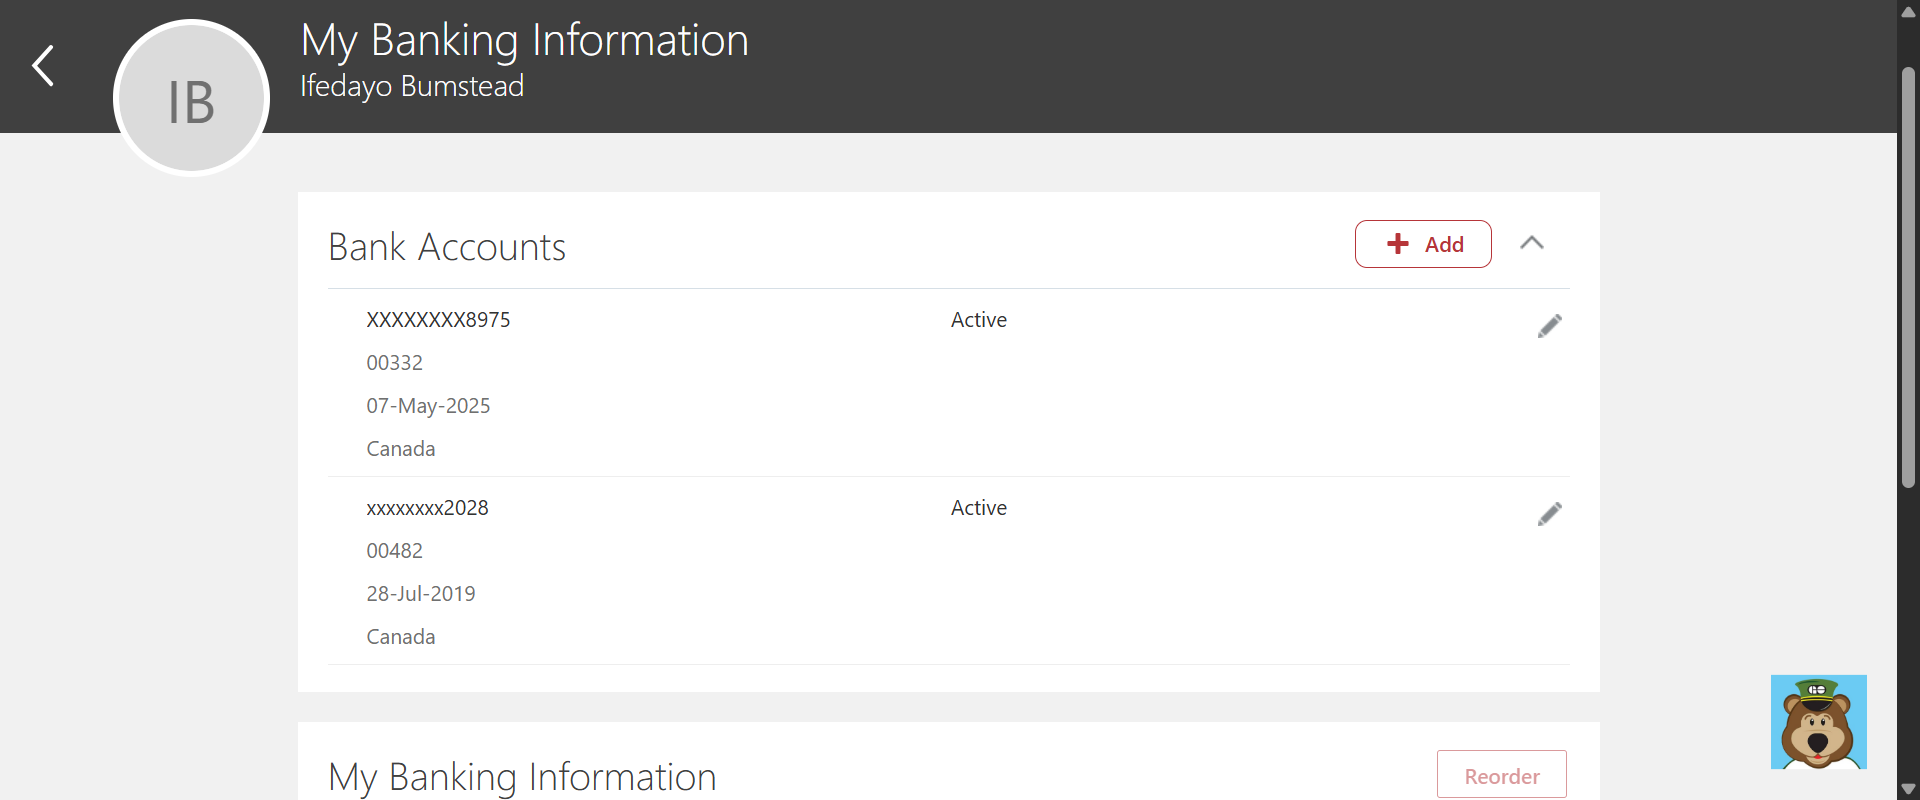 My Banking Information
Ifedayo Bumstead
IB
Bank Accounts
Add
XXXXXXXX8975
Active
00332
07-May-2025
Canada
xxxxxxxx2028
Active
00482
28-Jul-2019
Canada
My Banking Information
Reorder
GO